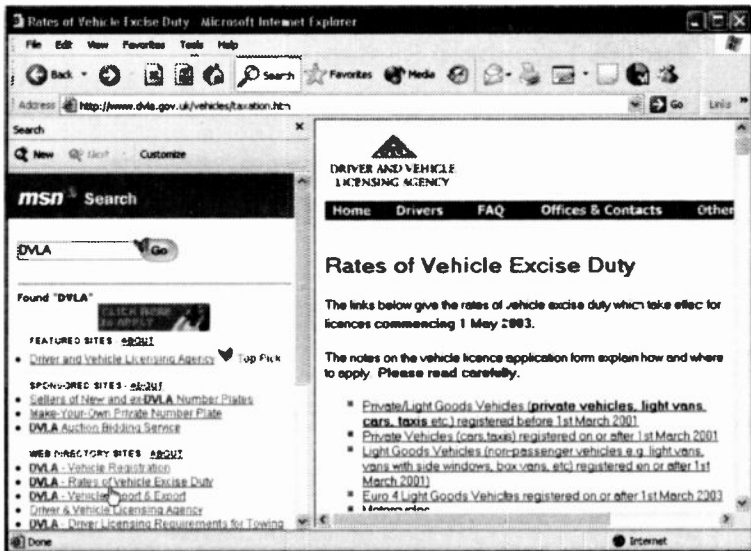 Rates of Vehicle Excise Duty - Microsoft Internet Explorer
File Edit View Favorites Tools Help
Back Search Favorites Media
Address http://www.dvla.gov.uk/vehicles/taxation.htm Go Links »
Search ×
New Next Customize
msn Search
DVLA Go
Found "DVLA"
CLICK HERE
to APPLY
FEATURED SITES - ABOUT
• Driver and Vehicle Licensing Agency Top Pick
SPONSORED SITES - ABOUT
• Sellers of New and ex-DVLA Number Plates
• Make-Your-Own Private Number Plate
• DVLA Auction Bidding Service
WEB DIRECTORY SITES - ABOUT
• DVLA - Vehicle Registration
• DVLA - Rates of Vehicle Excise Duty
• DVLA - Vehicle Import & Export
• Driver & Vehicle Licensing Agency
• DVLA - Driver Licensing Requirements for Towing
DRIVER AND VEHICLE
LICENSING AGENCY
Home Drivers FAQ Offices & Contacts Other
Rates of Vehicle Excise Duty
The links below give the rates of vehicle excise duty which take effect for
licences commencing 1 May 2003.
The notes on the vehicle licence application form explain how and where
to apply. Please read carefully.
Private/Light Goods Vehicles (private vehicles, light vans,
cars, taxis etc.) registered before 1st March 2001
Private Vehicles (cars,taxis) registered on or after 1st March 2001
Light Goods Vehicles (non-passenger vehicles e.g. light vans,
vans with side windows, box vans, etc) registered on or after 1st
March 2001)
Euro 4 Light Goods Vehicles registered on or after 1st March 2003
Motorcycles
Done Internet